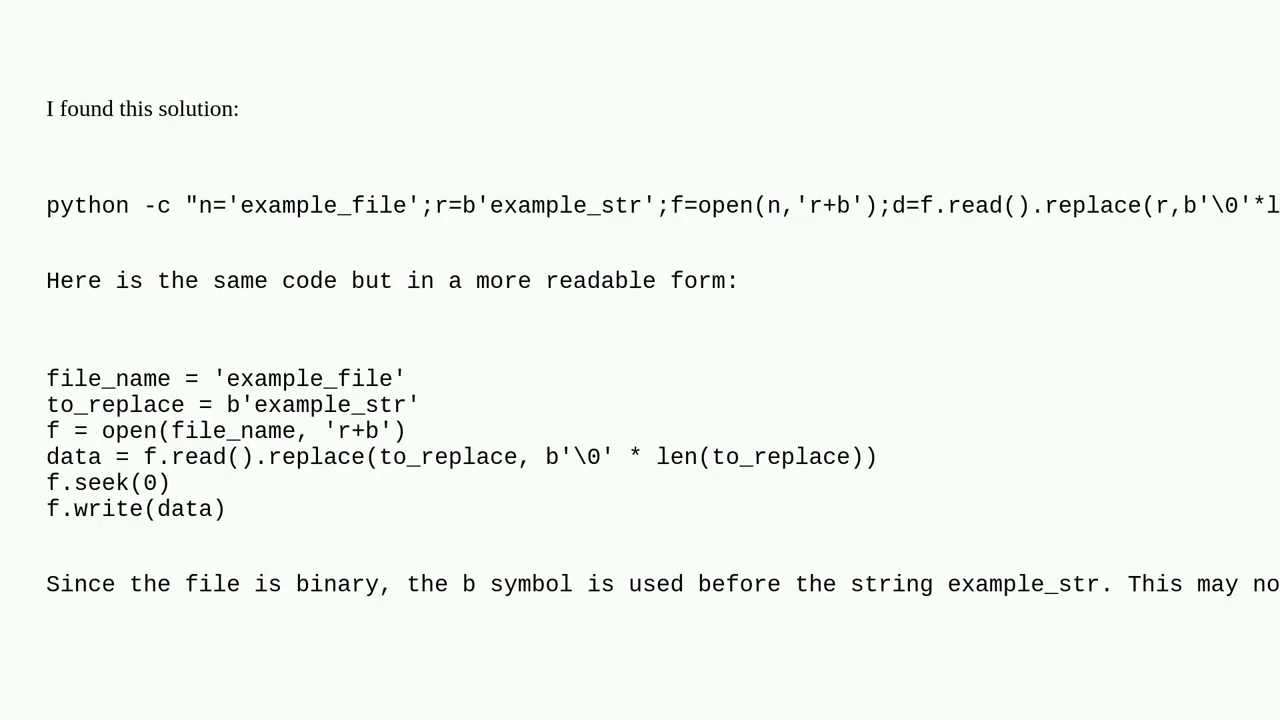 I found this solution:
python -c "n='example_file';r=b'example_str';f=open(n,'r+b');d=f.read().replace(r,b'\0'*l
Here is the same code but in a more readable form:
file_name = 'example_file'
to_replace = b'example_str'
f = open(file_name, 'r+b')
data = f.read().replace(to_replace, b'\0' * len(to_replace))
f.seek(0)
f.write(data)
Since the file is binary, the b symbol is used before the string example_str. This may no